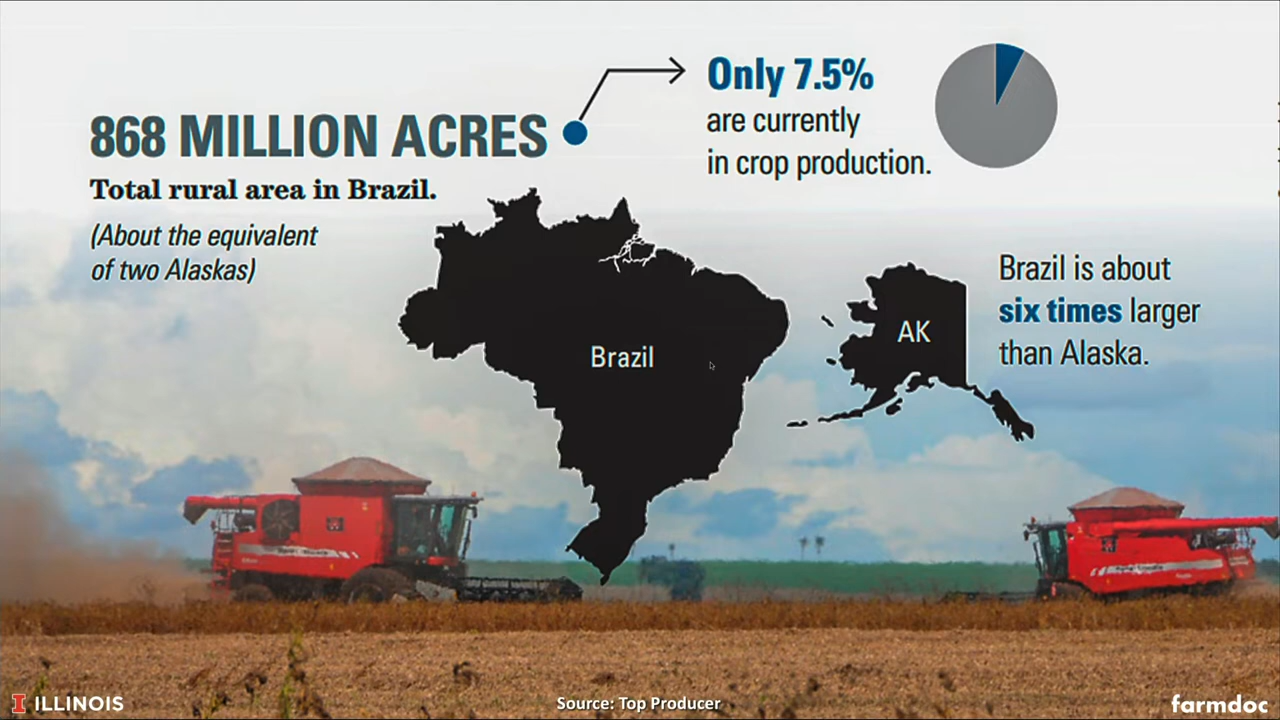 868 MILLION ACRES
Total rural area in Brazil.
(About the equivalent
of two Alaskas)
Only 7.5%
are currently
in crop production.
Brazil
AK
Brazil is about
six times larger
than Alaska.
I ILLINOIS
Source: Top Producer
farmdoc